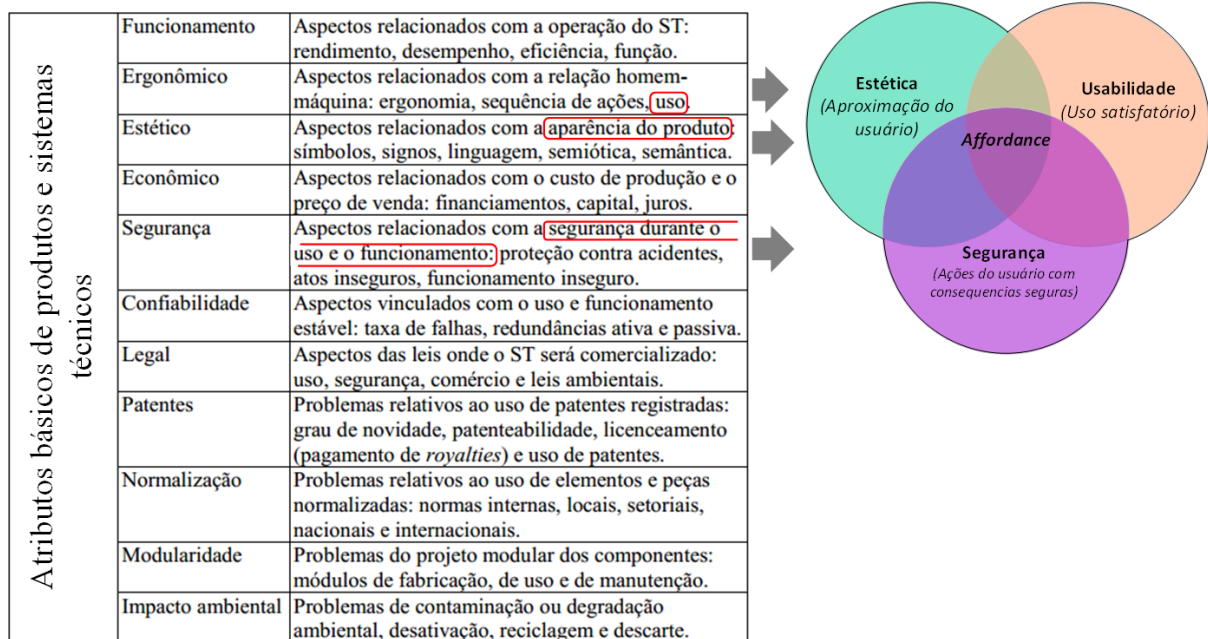 Atributos básicos de produtos e sistemas
técnicos
Funcionamento
Aspectos relacionados com a operação do ST:
rendimento, desempenho, eficiência, função.
Ergonômico
Aspectos relacionados com a relação homem-
máquina: ergonomia, sequência de ações, uso.
Estético
Aspectos relacionados com a aparência do produto:
símbolos, signos, linguagem, semiótica, semântica.
Econômico
Aspectos relacionados com o custo de produção e o
preço de venda: financiamentos, capital, juros.
Segurança
Aspectos relacionados com a segurança durante o
uso e o funcionamento: proteção contra acidentes,
atos inseguros, funcionamento inseguro.
Confiabilidade
Aspectos vinculados com o uso e funcionamento
estável: taxa de falhas, redundâncias ativa e passiva.
Legal
Aspectos das leis onde o ST será comercializado:
uso, segurança, comércio e leis ambientais.
Patentes
Problemas relativos ao uso de patentes registradas:
grau de novidade, patenteabilidade, licenceamento
(pagamento de royalties) e uso de patentes.
Normalização
Problemas relativos ao uso de elementos e peças
normalizadas: normas internas, locais, setoriais,
nacionais e internacionais.
Modularidade
Problemas do projeto modular dos componentes:
módulos de fabricação, de uso e de manutenção.
Impacto ambiental
Problemas de contaminação ou degradação
ambiental, desativação, reciclagem e descarte.
Estética
(Aproximação do
usuário)
Usabilidade
(Uso satisfatório)
Affordance
Segurança
(Ações do usuário com
consequencias seguras)